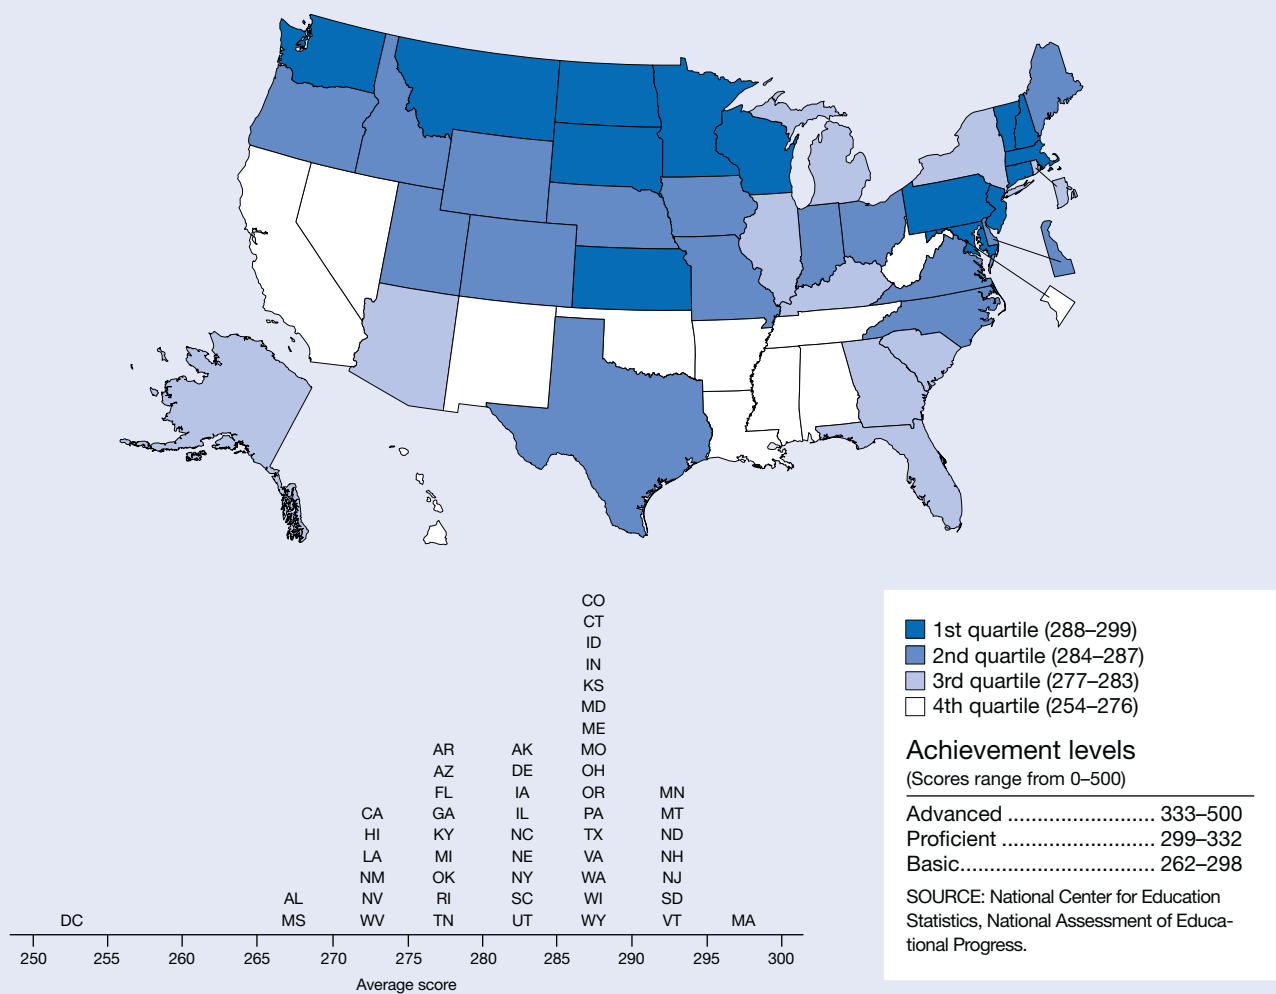 CO
CT
ID
IN
KS
MD
ME
AR AK MO
AZ DE OH
FL IA OR MN
CA GA IL PA MT
HI KY NC TX ND
LA MI NE VA NH
NM OK NY WA NJ
AL NV RI SC WI SD
DC MS WV TN UT WY VT MA
250 255 260 265 270 275 280 285 290 295 300
Average score
1st quartile (288–299)
2nd quartile (284–287)
3rd quartile (277–283)
4th quartile (254–276)
Achievement levels
(Scores range from 0–500)
Advanced ......................... 333–500
Proficient .......................... 299–332
Basic................................. 262–298
SOURCE: National Center for Education
Statistics, National Assessment of Educa-
tional Progress.